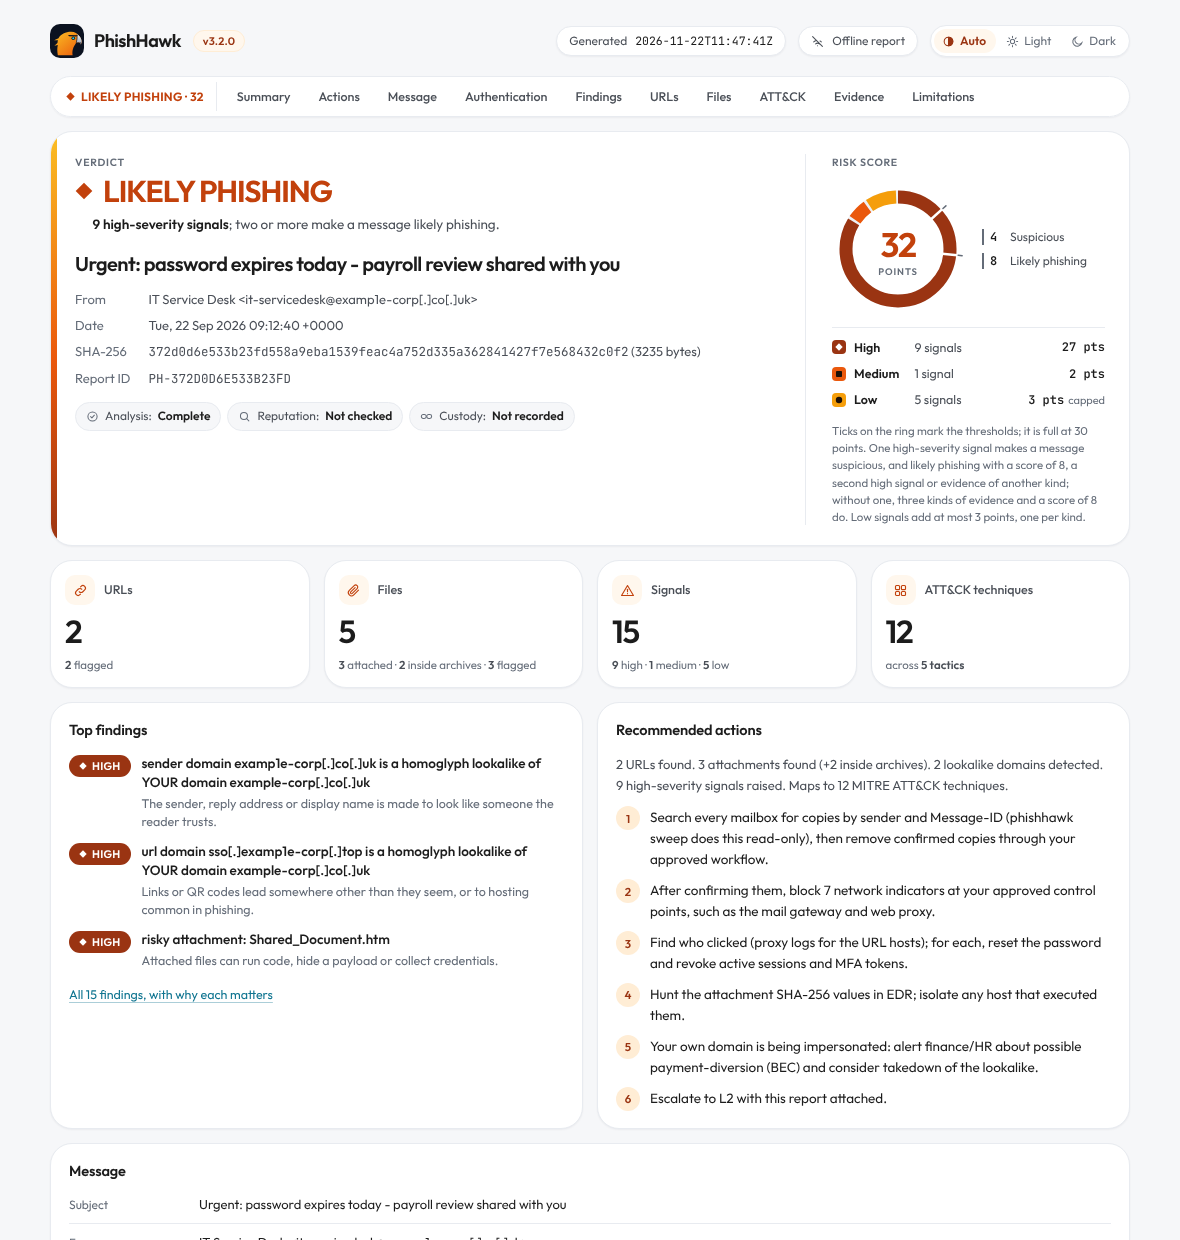 PhishHawk v3.2.0
Generated 2026-11-22T11:47:41Z
Offline report
Auto Light Dark
LIKELY PHISHING · 32
Summary Actions Message Authentication Findings URLs Files ATT&CK Evidence Limitations
VERDICT
LIKELY PHISHING
9 high-severity signals; two or more make a message likely phishing.
Urgent: password expires today - payroll review shared with you
From IT Service Desk <it-servicedesk@examp1e-corp[.]co[.]uk>
Date Tue, 22 Sep 2026 09:12:40 +0000
SHA-256 372d0d6e533b23fd558a9eba1539feac4a752d335a362841427f7e568432c0f2 (3235 bytes)
Report ID PH-372D0D6E533B23FD
Analysis: Complete
Reputation: Not checked
Custody: Not recorded
RISK SCORE
32
POINTS
4 Suspicious
8 Likely phishing
High 9 signals 27 pts
Medium 1 signal 2 pts
Low 5 signals 3 pts capped
Ticks on the ring mark the thresholds; it is full at 30
points. One high-severity signal makes a message
suspicious, and likely phishing with a score of 8, a
second high signal or evidence of another kind;
without one, three kinds of evidence and a score of 8
do. Low signals add at most 3 points, one per kind.
URLs
2
2 flagged
Files
5
3 attached · 2 inside archives · 3 flagged
Signals
15
9 high · 1 medium · 5 low
ATT&CK techniques
12
across 5 tactics
Top findings
HIGH
sender domain examp1e-corp[.]co[.]uk is a homoglyph lookalike of
YOUR domain example-corp[.]co[.]uk
The sender, reply address or display name is made to look like someone the
reader trusts.
HIGH
url domain sso[.]examp1e-corp[.]top is a homoglyph lookalike of
YOUR domain example-corp[.]co[.]uk
Links or QR codes lead somewhere other than they seem, or to hosting
common in phishing.
HIGH
risky attachment: Shared_Document.htm
Attached files can run code, hide a payload or collect credentials.
All 15 findings, with why each matters
Recommended actions
2 URLs found. 3 attachments found (+2 inside archives). 2 lookalike domains detected.
9 high-severity signals raised. Maps to 12 MITRE ATT&CK techniques.
1 Search every mailbox for copies by sender and Message-ID (phishhawk
sweep does this read-only), then remove confirmed copies through your
approved workflow.
2 After confirming them, block 7 network indicators at your approved control
points, such as the mail gateway and web proxy.
3 Find who clicked (proxy logs for the URL hosts); for each, reset the password
and revoke active sessions and MFA tokens.
4 Hunt the attachment SHA-256 values in EDR; isolate any host that executed
them.
5 Your own domain is being impersonated: alert finance/HR about possible
payment-diversion (BEC) and consider takedown of the lookalike.
6 Escalate to L2 with this report attached.
Message
Subject Urgent: password expires today - payroll review shared with you